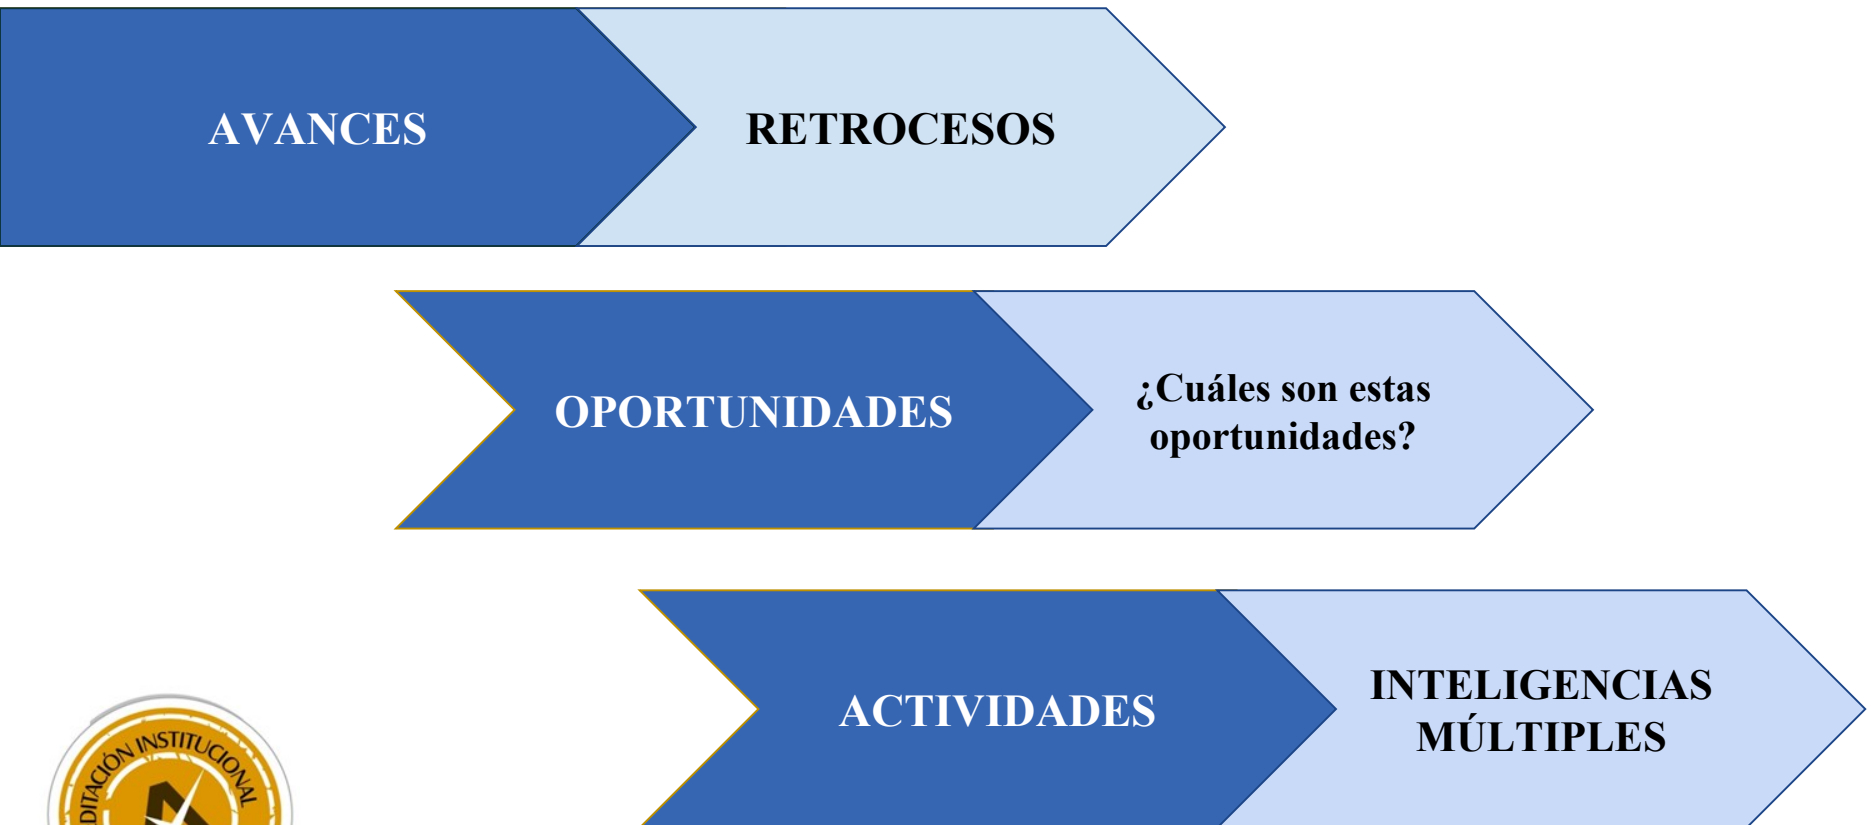 AVANCES
RETROCESOS
OPORTUNIDADES
¿Cuáles son estas
oportunidades?
ACTIVIDADES
INTELIGENCIAS
MÚLTIPLES
INSTITUCIONAL